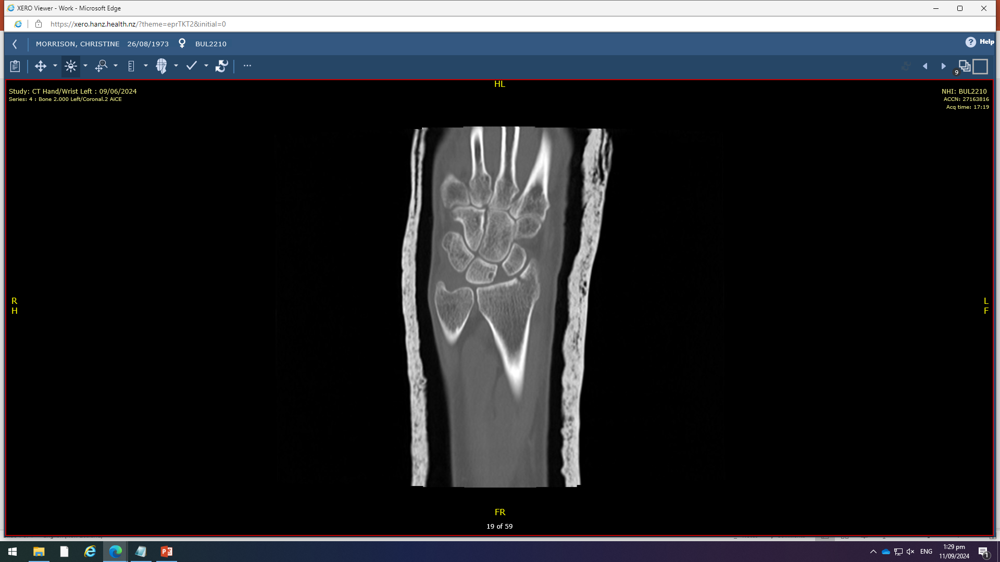 XERO Viewer - Work - Microsoft Edge
https://xero.hanz.health.nz/?theme=eprTKT2&initial=0
MORRISON, CHRISTINE 26/08/1973 BUL2210
? Help
9
HL
Study: CT Hand/Wrist Left : 09/06/2024
Series: 4 : Bone 2.000 Left/Coronal.2 AiCE
NHI: BUL2210
ACCN: 27163816
Acq time: 17:19
R
H
L
F
FR
19 of 59
ENG
1:29 pm
11/09/2024
1